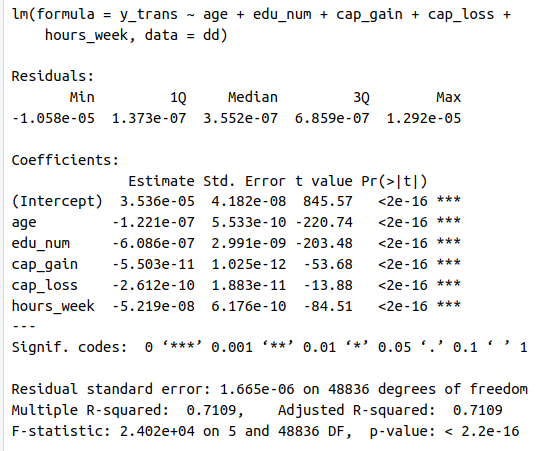 lm(formula = y_trans ~ age + edu_num + cap_gain + cap_loss +
    hours_week, data = dd)

Residuals:
       Min         1Q     Median         3Q        Max
-1.058e-05  1.373e-07  3.552e-07  6.859e-07  1.292e-05

Coefficients:
              Estimate Std. Error t value Pr(>|t|)
(Intercept)  3.536e-05  4.182e-08  845.57   <2e-16 ***
age         -1.221e-07  5.533e-10 -220.74   <2e-16 ***
edu_num     -6.086e-07  2.991e-09 -203.48   <2e-16 ***
cap_gain    -5.503e-11  1.025e-12  -53.68   <2e-16 ***
cap_loss    -2.612e-10  1.883e-11  -13.88   <2e-16 ***
hours_week  -5.219e-08  6.176e-10  -84.51   <2e-16 ***
---
Signif. codes:  0 ‘***’ 0.001 ‘**’ 0.01 ‘*’ 0.05 ‘.’ 0.1 ‘ ’ 1

Residual standard error: 1.665e-06 on 48836 degrees of freedom
Multiple R-squared:  0.7109,    Adjusted R-squared:  0.7109
F-statistic: 2.402e+04 on 5 and 48836 DF,  p-value: < 2.2e-16